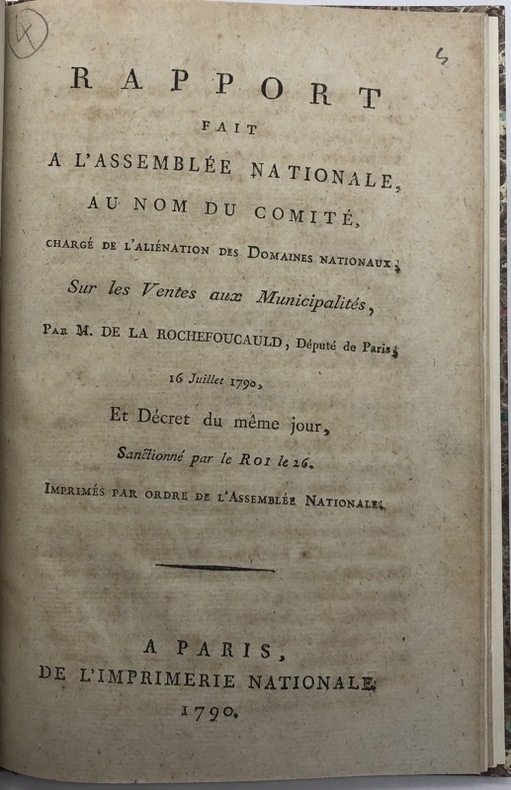 4
5
RAPPORT
FAIT
A L'ASSEMBLÉE NATIONALE,
AU NOM DU COMITÉ,
CHARGÉ DE L'ALIÉNATION DES DOMAINES NATIONAUX;
Sur les Ventes aux Municipalités,
PAR M. DE LA ROCHEFOUCAULD, Député de Paris;
16 Juillet 1790,
Et Décret du même jour,
Sanctionné par le ROI le 26.
IMPRIMÉS PAR ORDRE DE L'ASSEMBLÉE NATIONALE.
A PARIS,
DE L'IMPRIMERIE NATIONALE.
1790.